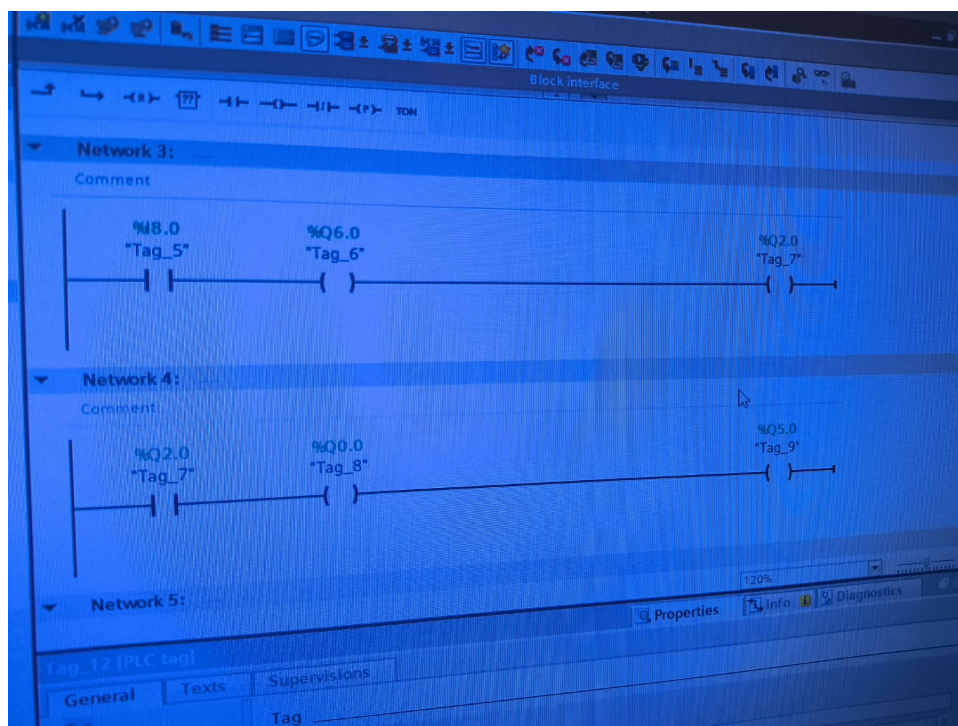 Block interface
TON
Network 3: .....
Comment
%I8.0
"Tag_5"
%Q6.0
"Tag_6"
%Q2.0
"Tag_7"
Network 4: .....
Comment
%Q2.0
"Tag_7"
%Q0.0
"Tag_8"
%Q5.0
"Tag_9"
120%
Network 5: .....
Properties
Info
Diagnostics
Tag_12 [PLC tag]
General
Texts
Supervisions
Tag